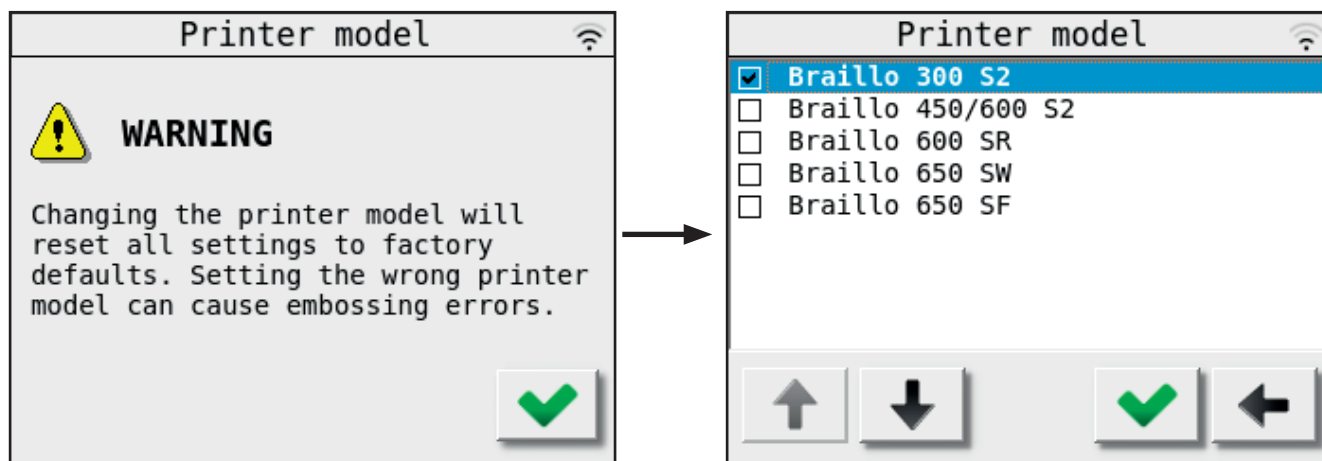 Printer model
WARNING
Changing the printer model will
reset all settings to factory
defaults. Setting the wrong printer
model can cause embossing errors.
Printer model
Braillo 300 S2
Braillo 450/600 S2
Braillo 600 SR
Braillo 650 SW
Braillo 650 SF